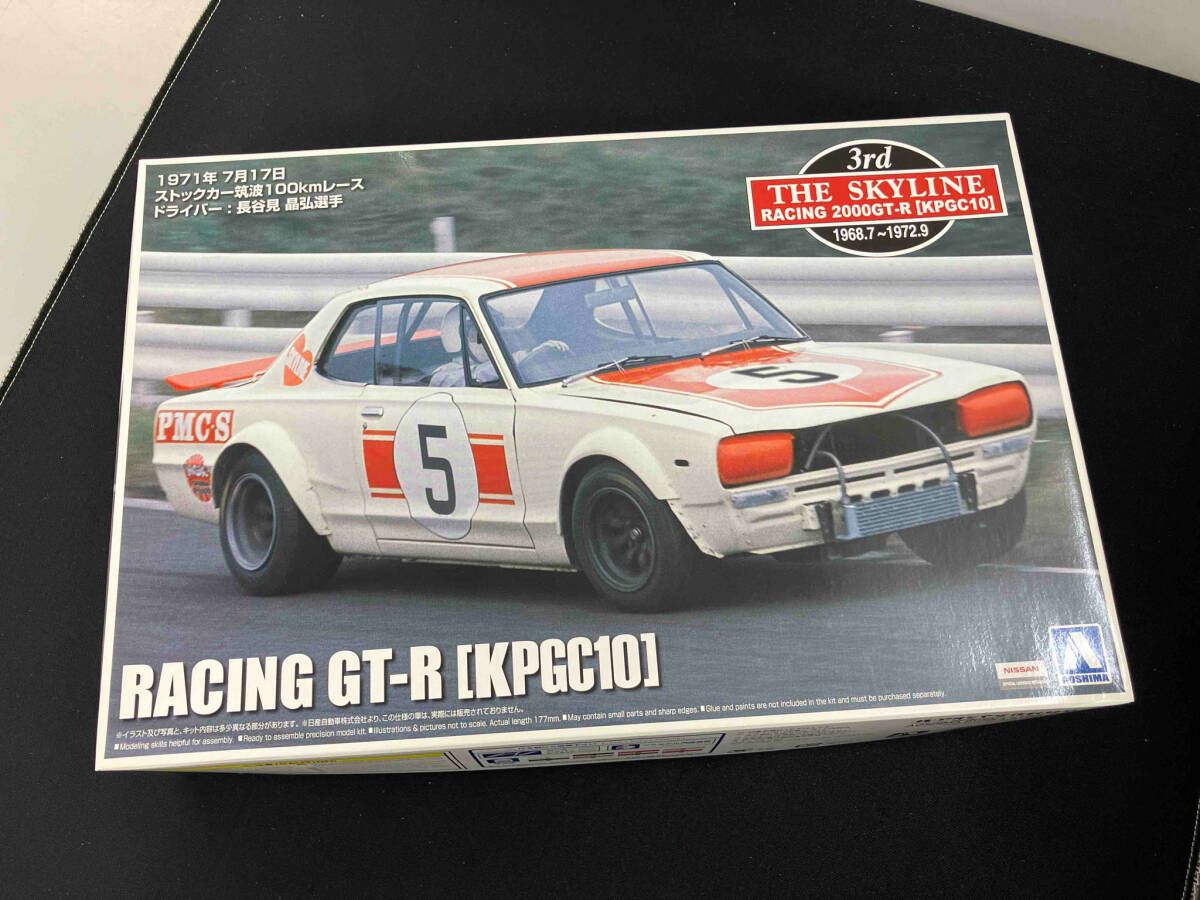 1971年 7月17日
ストックカー筑波100kmレース
ドライバー：長谷見 昌弘選手
3rd
THE SKYLINE
RACING 2000GT-R [KPGC10]
1968.7~1972.9
SKYLINE
PMC·S
5
5
RACING GT-R [KPGC10]
NISSAN
AOSHIMA
※イラスト及び写真と、キット内容は多少異なる部分があります。※日産自動車株式会社より、この仕様の車は、実際には販売されておりません。
■Modeling skills helpful for assembly. ■Ready to assemble precision model kit. ■Illustrations & pictures not to scale. Actual length 177mm. ■May contain small parts and sharp edges. ■Glue and paints are not included in the kit and must be purchased separately.